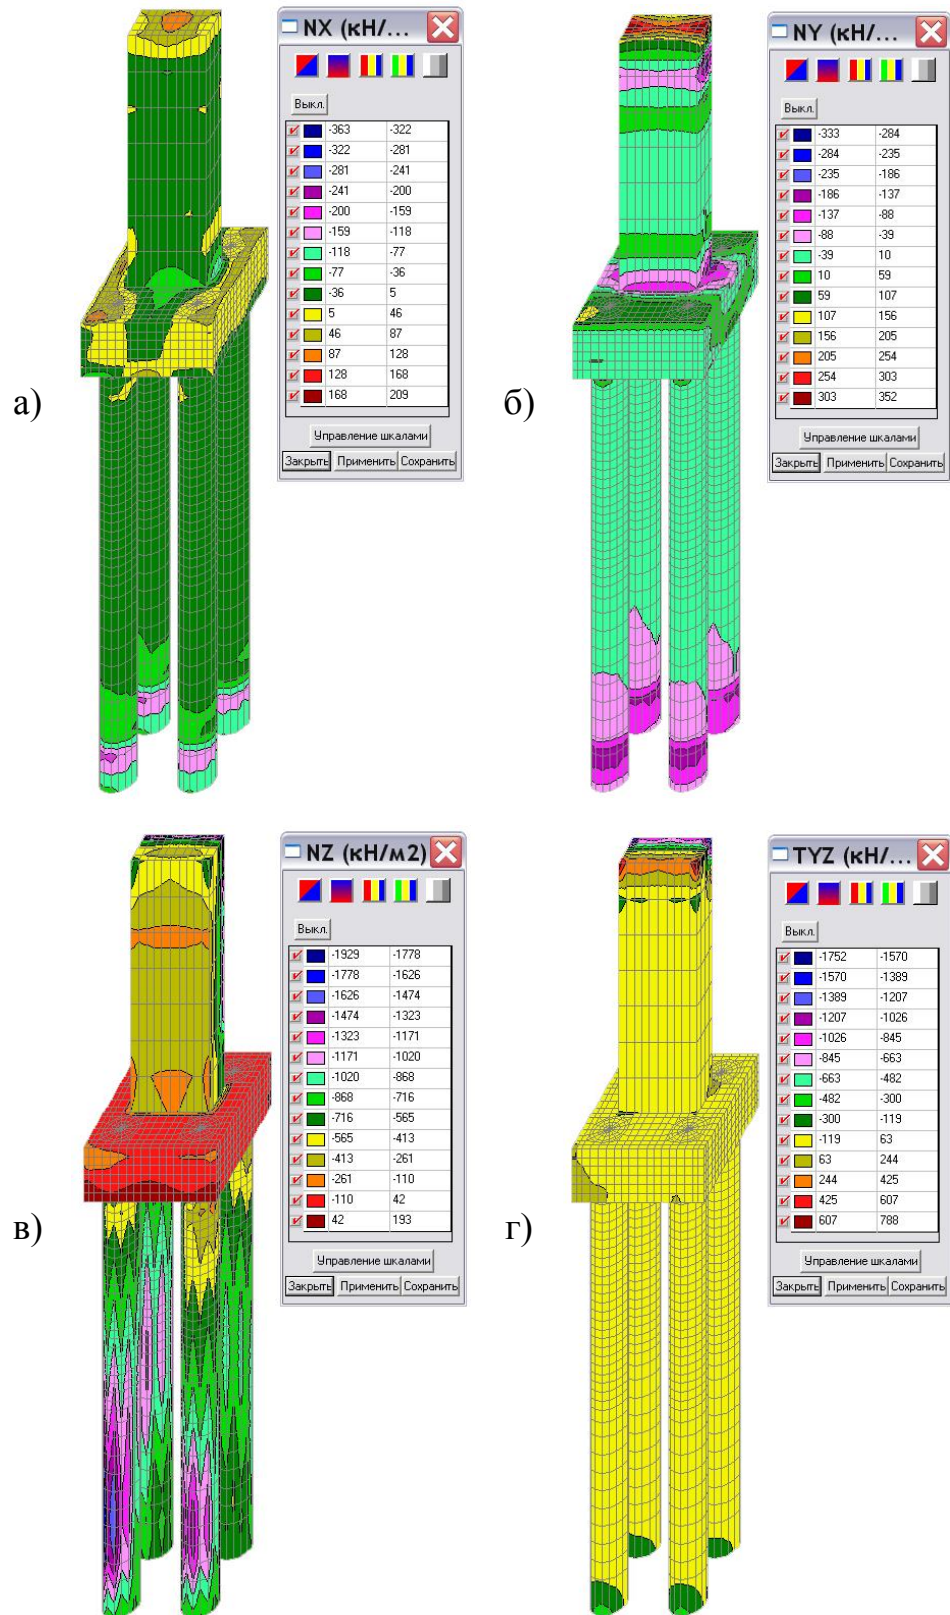 NX (кН/...
Выкл.
-363 -322
-322 -281
-281 -241
-241 -200
-200 -159
-159 -118
-118 -77
-77 -36
-36 5
5 46
46 87
87 128
128 168
168 209
Управление шкалами
Закрыть Применить Сохранить
а)
NY (кН/...
Выкл.
-333 -284
-284 -235
-235 -186
-186 -137
-137 -88
-88 -39
-39 10
10 59
59 107
107 156
156 205
205 254
254 303
303 352
Управление шкалами
Закрыть Применить Сохранить
б)
NZ (кН/м2)
Выкл.
-1929 -1778
-1778 -1626
-1626 -1474
-1474 -1323
-1323 -1171
-1171 -1020
-1020 -868
-868 -716
-716 -565
-565 -413
-413 -261
-261 -110
-110 42
42 193
Управление шкалами
Закрыть Применить Сохранить
в)
TYZ (кН/...
Выкл.
-1752 -1570
-1570 -1389
-1389 -1207
-1207 -1026
-1026 -845
-845 -663
-663 -482
-482 -300
-300 -119
-119 63
63 244
244 425
425 607
607 788
Управление шкалами
Закрыть Применить Сохранить
г)